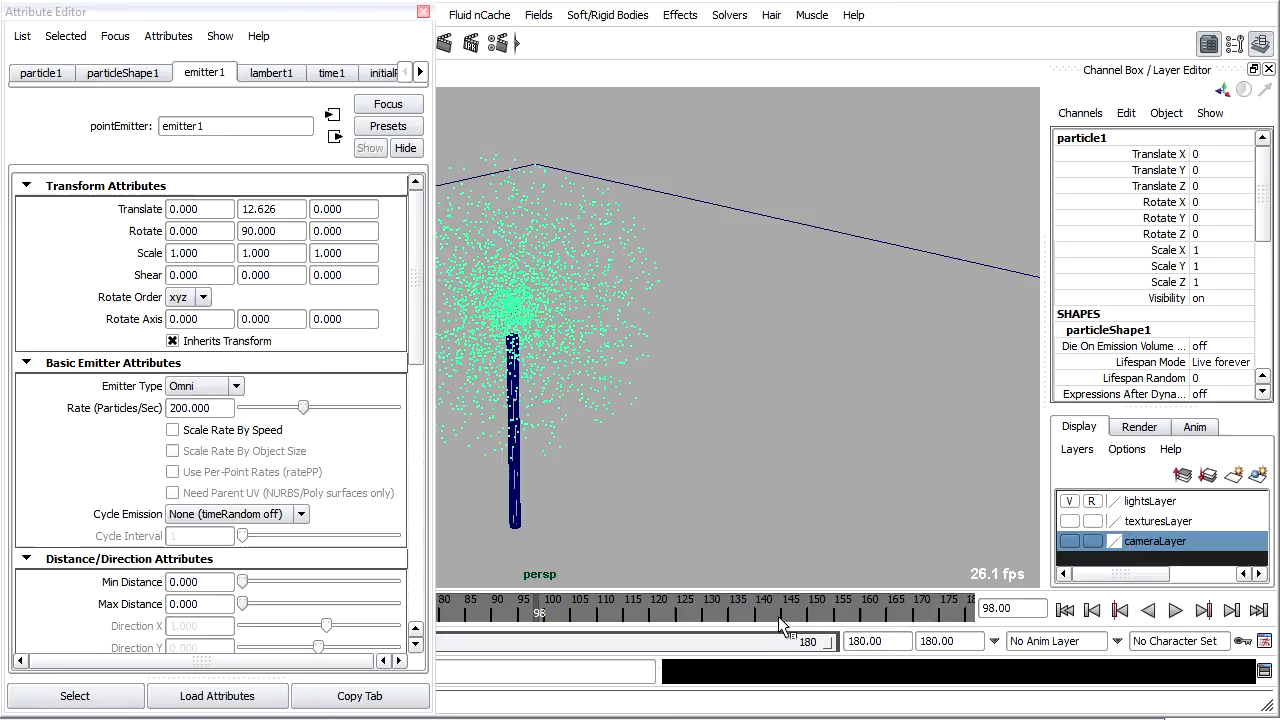 Attribute Editor
List Selected Focus Attributes Show Help
particle1 particleShape1 emitter1 lambert1 time1
pointEmitter: emitter1
Focus
Presets
Show Hide
Transform Attributes
Translate 0.000 12.626 0.000
Rotate 0.000 90.000 0.000
Scale 1.000 1.000 1.000
Shear 0.000 0.000 0.000
Rotate Order xyz
Rotate Axis 0.000 0.000 0.000
Inherits Transform
Basic Emitter Attributes
Emitter Type Omni
Rate (Particles/Sec) 200.000
Scale Rate By Speed
Scale Rate By Object Size
Use Per-Point Rates (ratePP)
Need Parent UV (NURBS/Poly surfaces only)
Cycle Emission None (timeRandom off)
Cycle Interval 1
Distance/Direction Attributes
Min Distance 0.000
Max Distance 0.000
Direction X 1.000
Direction Y 0.000
Select Load Attributes Copy Tab
Fluid nCache Fields Soft/Rigid Bodies Effects Solvers Hair Muscle Help
persp
26.1 fps
80 85 90 95 100 105 110 115 120 125 130 135 140 145 150 155 160 165 170 175
98
98.00
180
180.00 180.00 No Anim Layer No Character Set
Channel Box / Layer Editor
Channels Edit Object Show
particle1
Translate X 0
Translate Y 0
Translate Z 0
Rotate X 0
Rotate Y 0
Rotate Z 0
Scale X 1
Scale Y 1
Scale Z 1
Visibility on
SHAPES
particleShape1
Die On Emission Volume ... off
Lifespan Mode Live forever
Lifespan Random 0
Expressions After Dyna... off
Display Render Anim
Layers Options Help
V R lightsLayer
texturesLayer
cameraLayer